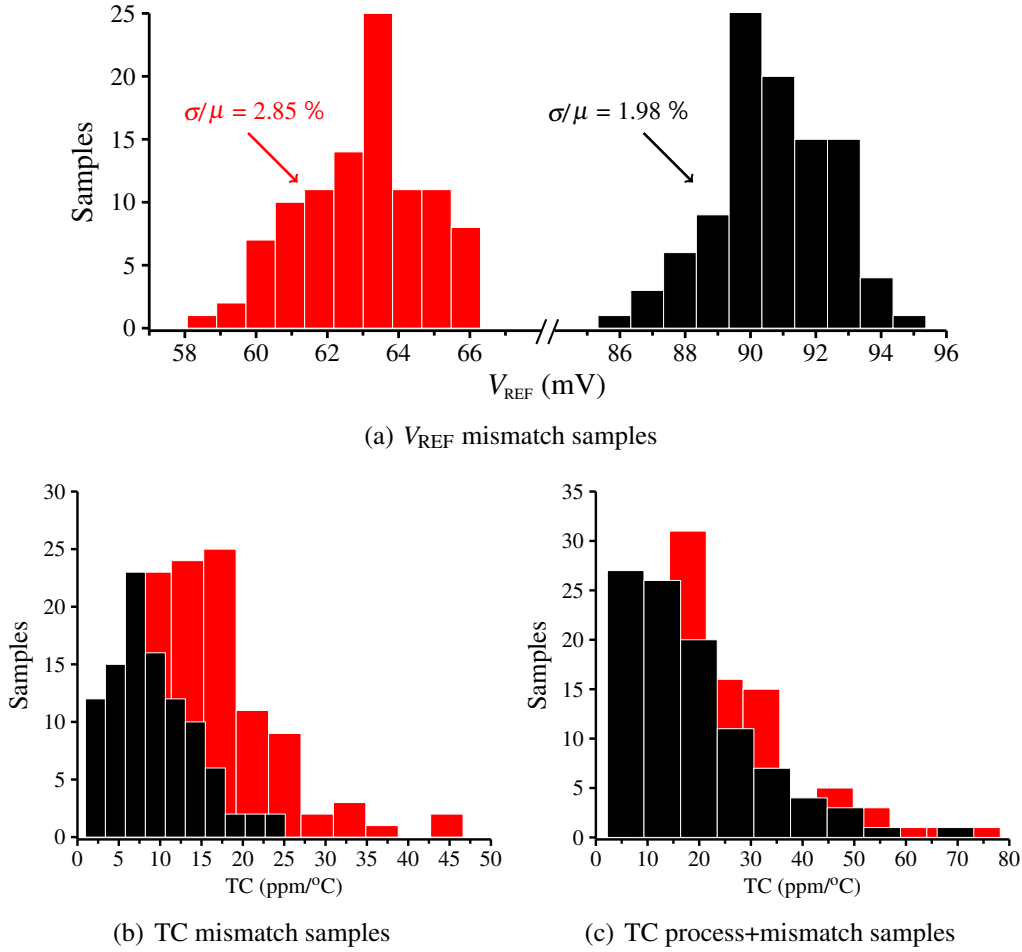 25
20
15
10
5
0
Samples
σ/μ = 2.85 %
σ/μ = 1.98 %
58 60 62 64 66 86 88 90 92 94 96
V_REF (mV)
(a) V_REF mismatch samples
30
25
20
15
10
5
0
Samples
0 5 10 15 20 25 30 35 40 45 50
TC (ppm/°C)
(b) TC mismatch samples
35
30
25
20
15
10
5
0
Samples
0 10 20 30 40 50 60 70 80
TC (ppm/°C)
(c) TC process+mismatch samples